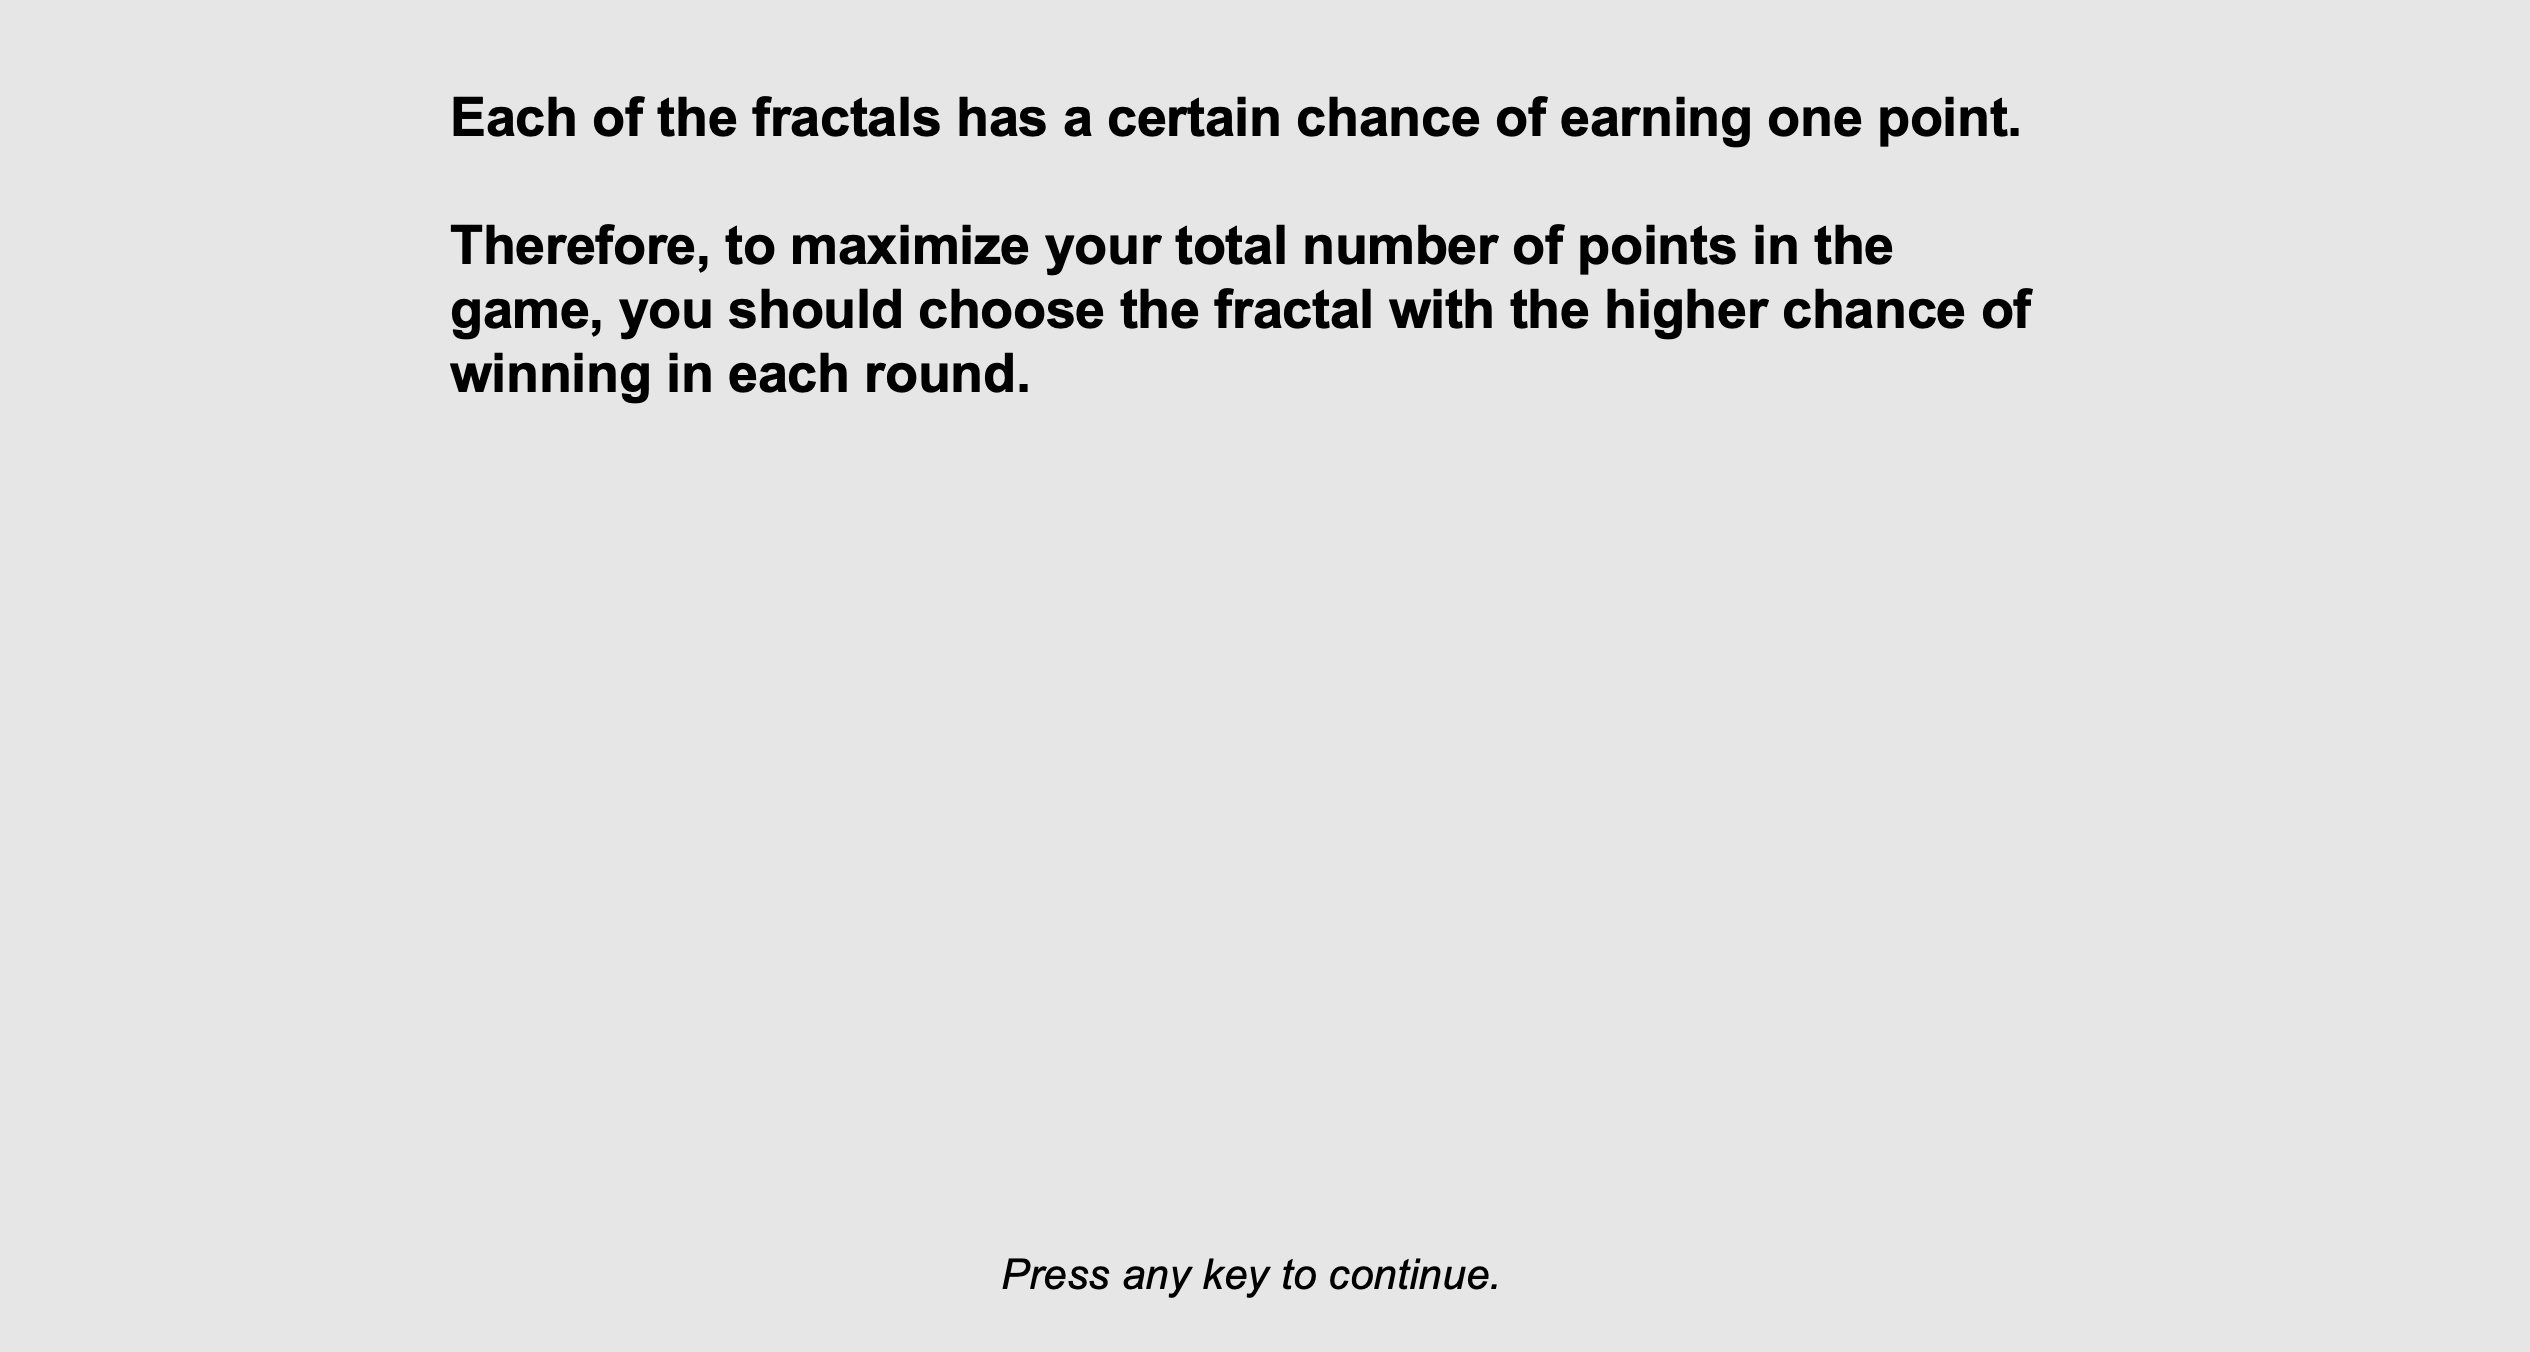 Each of the fractals has a certain chance of earning one point.
Therefore, to maximize your total number of points in the
game, you should choose the fractal with the higher chance of
winning in each round.
Press any key to continue.